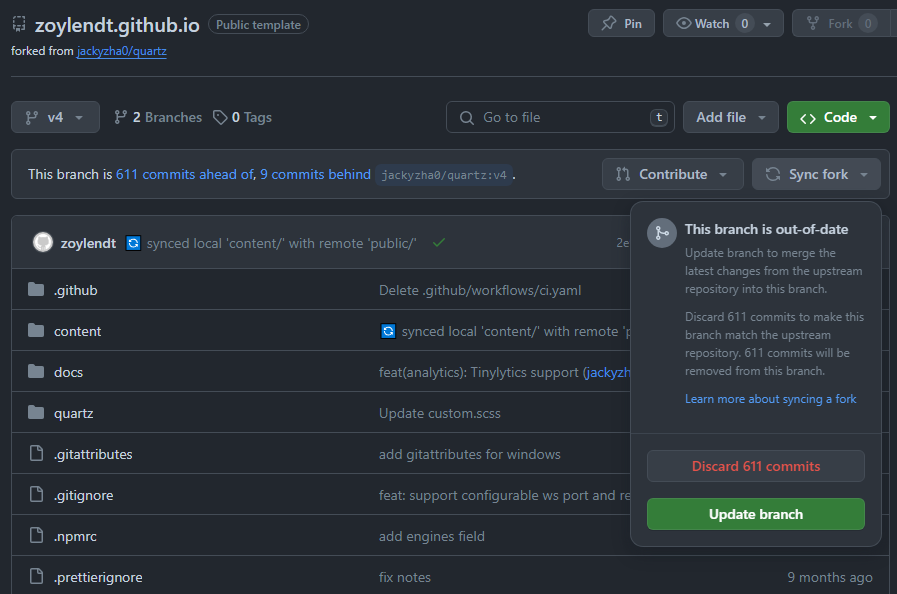 zoylendt.github.io Public template Pin Watch 0 Fork 0
forked from jackyzha0/quartz
v4 2 Branches 0 Tags Go to file t Add file Code
This branch is 611 commits ahead of, 9 commits behind jackyzha0/quartz:v4 . Contribute Sync fork
zoylendt synced local 'content/' with remote 'public/' 2e
.github Delete .github/workflows/ci.yaml
content synced local 'content/' with remote 'p
docs feat(analytics): Tinylytics support (jackyzh
quartz Update custom.scss
.gitattributes add gitattributes for windows
.gitignore feat: support configurable ws port and re
.npmrc add engines field
.prettierignore fix notes 9 months ago
This branch is out-of-date
Update branch to merge the
latest changes from the upstream
repository into this branch.
Discard 611 commits to make this
branch match the upstream
repository. 611 commits will be
removed from this branch.
Learn more about syncing a fork
Discard 611 commits
Update branch